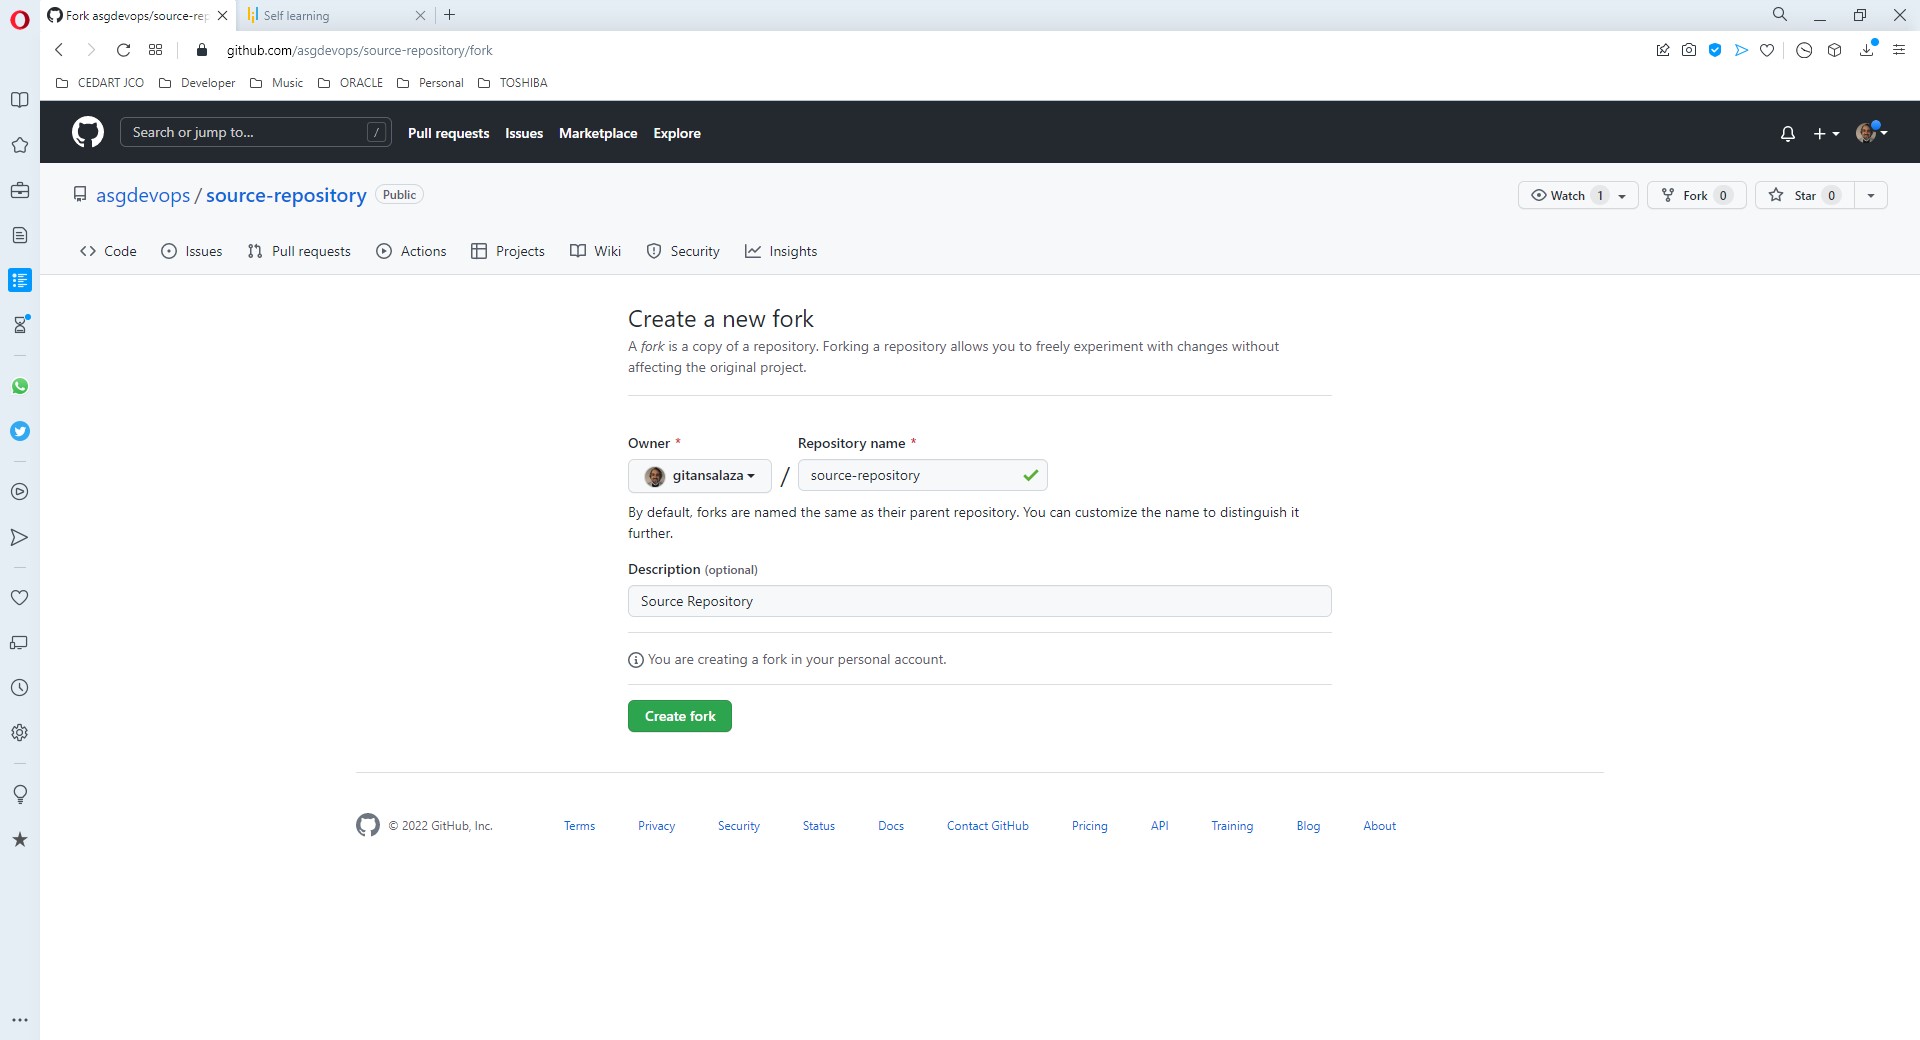 Fork asgdevops/source-rep
Self learning
github.com/asgdevops/source-repository/fork
CEDART JCO Developer Music ORACLE Personal TOSHIBA
Search or jump to... / Pull requests Issues Marketplace Explore
asgdevops / source-repository Public Watch 1 Fork 0 Star 0
Code Issues Pull requests Actions Projects Wiki Security Insights
Create a new fork
A fork is a copy of a repository. Forking a repository allows you to freely experiment with changes without
affecting the original project.
Owner * Repository name *
gitansalaza / source-repository
By default, forks are named the same as their parent repository. You can customize the name to distinguish it
further.
Description (optional)
Source Repository
You are creating a fork in your personal account.
Create fork
© 2022 GitHub, Inc. Terms Privacy Security Status Docs Contact GitHub Pricing API Training Blog About